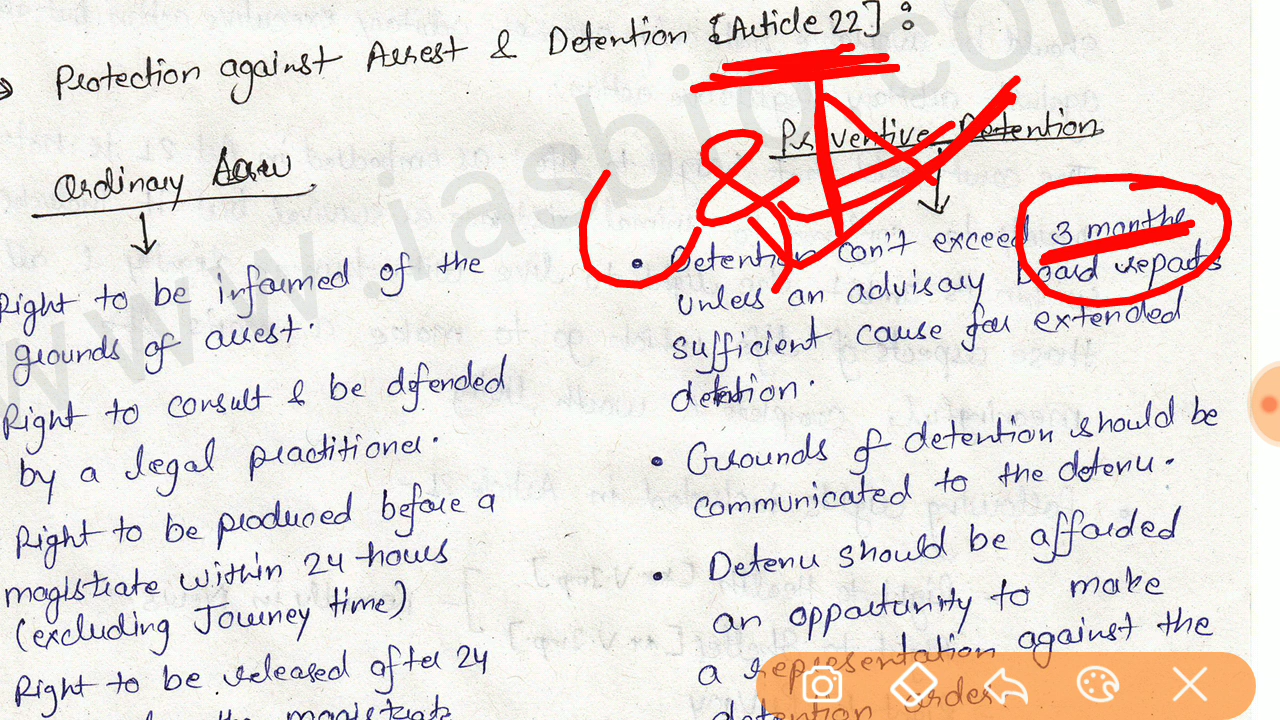 Protection against Arrest & Detention [Article 22] :
Ordinary Law
↓
Right to be informed of the
grounds of arrest.
Right to consult & be defended
by a legal practitioner.
Right to be produced before a
magistrate within 24 hours
(excluding Journey time)
Right to be released after 24
the magistrate
Preventive Detention
↓
• Detention con't exceed 3 months
unless an advisory board reports
sufficient cause for extended
detention.
• Grounds of detention should be
communicated to the detenu.
• Detenu should be afforded
an opportunity to make
a representation against the
detention order.